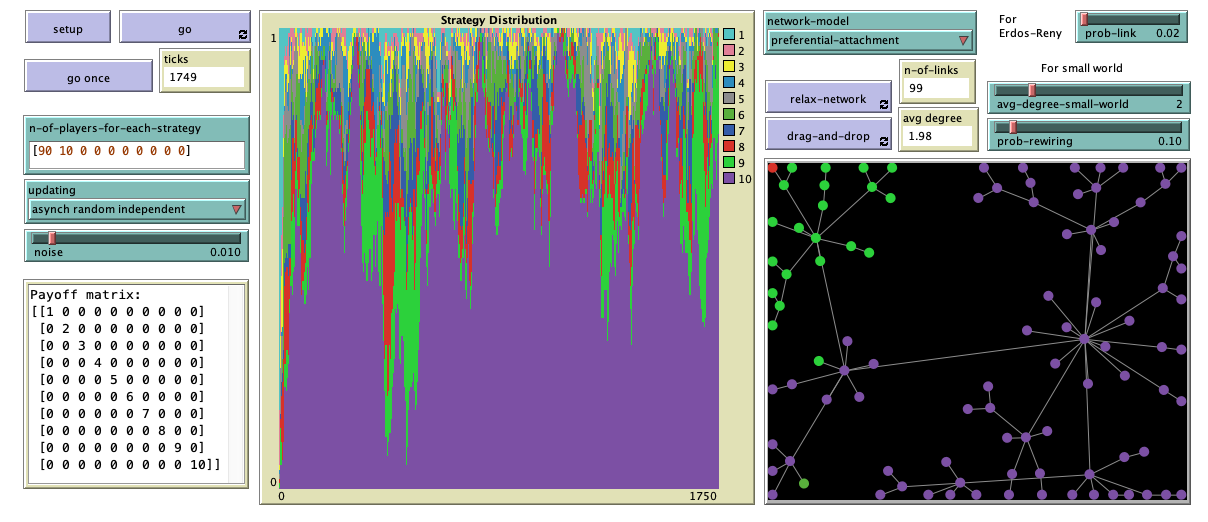 setup
go
go once
ticks
1749
n-of-players-for-each-strategy
[90 10 0 0 0 0 0 0 0 0]
updating
asynch random independent
noise 0.010
Payoff matrix:
[[1 0 0 0 0 0 0 0 0 0]
[0 2 0 0 0 0 0 0 0 0]
[0 0 3 0 0 0 0 0 0 0]
[0 0 0 4 0 0 0 0 0 0]
[0 0 0 0 5 0 0 0 0 0]
[0 0 0 0 0 6 0 0 0 0]
[0 0 0 0 0 0 7 0 0 0]
[0 0 0 0 0 0 0 8 0 0]
[0 0 0 0 0 0 0 0 9 0]
[0 0 0 0 0 0 0 0 0 10]]
Strategy Distribution
1
0
0 1750
1
2
3
4
5
6
7
8
9
10
network-model
preferential-attachment
For
Erdos-Reny
prob-link 0.02
relax-network
drag-and-drop
n-of-links
99
avg degree
1.98
For small world
avg-degree-small-world 2
prob-rewiring 0.10